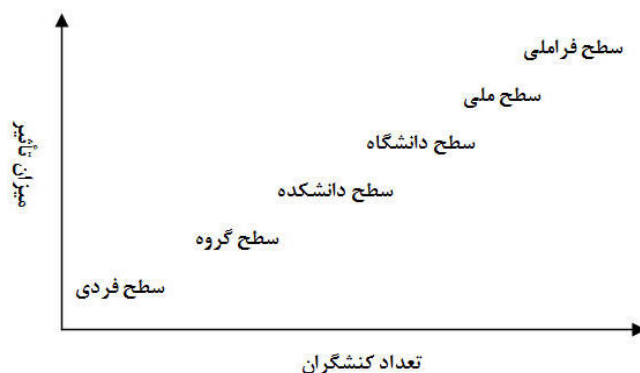 سطح فراملی
سطح ملی
سطح دانشگاه
سطح دانشکده
سطح گروه
سطح فردی
میزان تأثیر
تعداد کنشگران